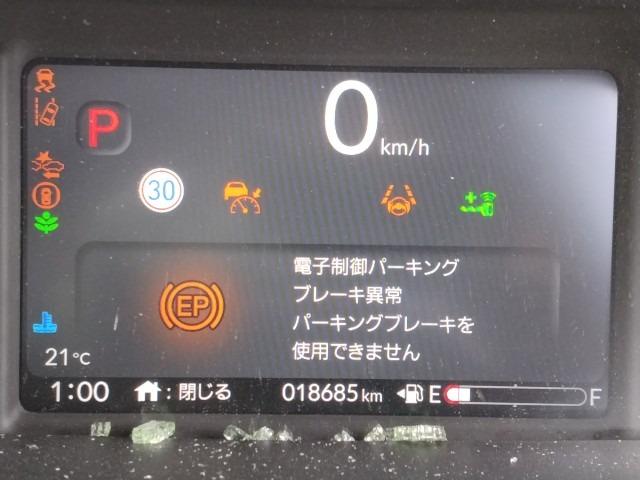 P
0 km/h
30
EP
電子制御パーキング
ブレーキ異常
パーキングブレーキを
使用できません
21℃
1:00 : 閉じる 018685 km E F